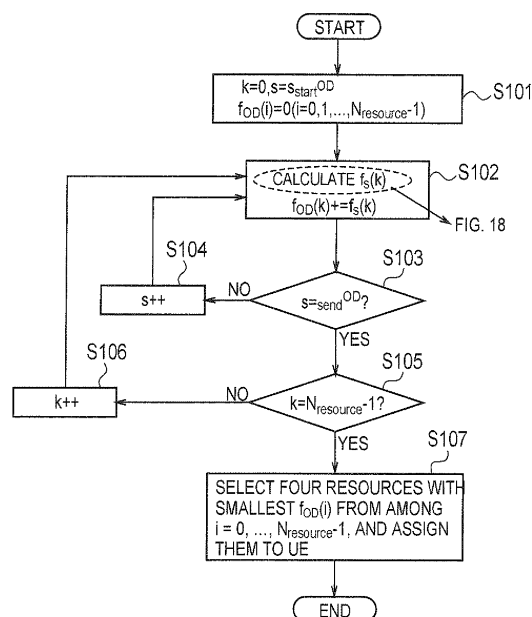 START
k=0,s=s_start^OD
f_OD(i)=0(i=0,1,...,N_resource-1)
S101
CALCULATE f_s(k)
f_OD(k)+=f_s(k)
S102
FIG. 18
S104
s++
NO
S103
s=send^OD?
YES
S106
k++
NO
S105
k=N_resource-1?
YES
S107
SELECT FOUR RESOURCES WITH
SMALLEST f_OD(i) FROM AMONG
i = 0, ..., N_resource-1, AND ASSIGN
THEM TO UE
END